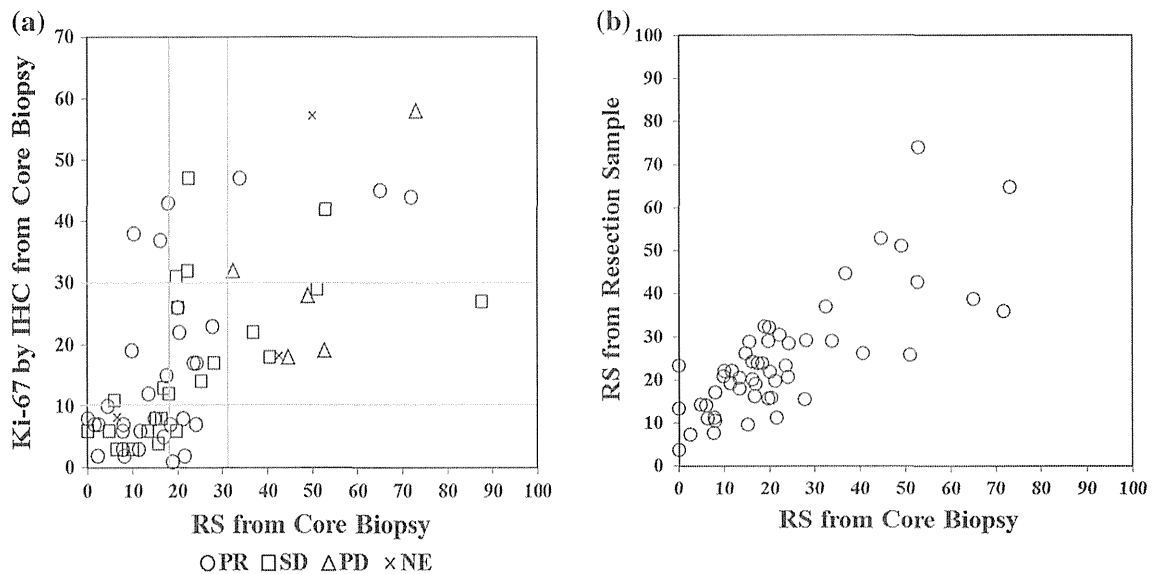 (a)
Ki-67 by IHC from Core Biopsy
70
60
50
40
30
20
10
0
0 10 20 30 40 50 60 70 80 90 100
RS from Core Biopsy
○PR □SD △PD ×NE
(b)
RS from Resection Sample
100
90
80
70
60
50
40
30
20
10
0
0 10 20 30 40 50 60 70 80 90 100
RS from Core Biopsy